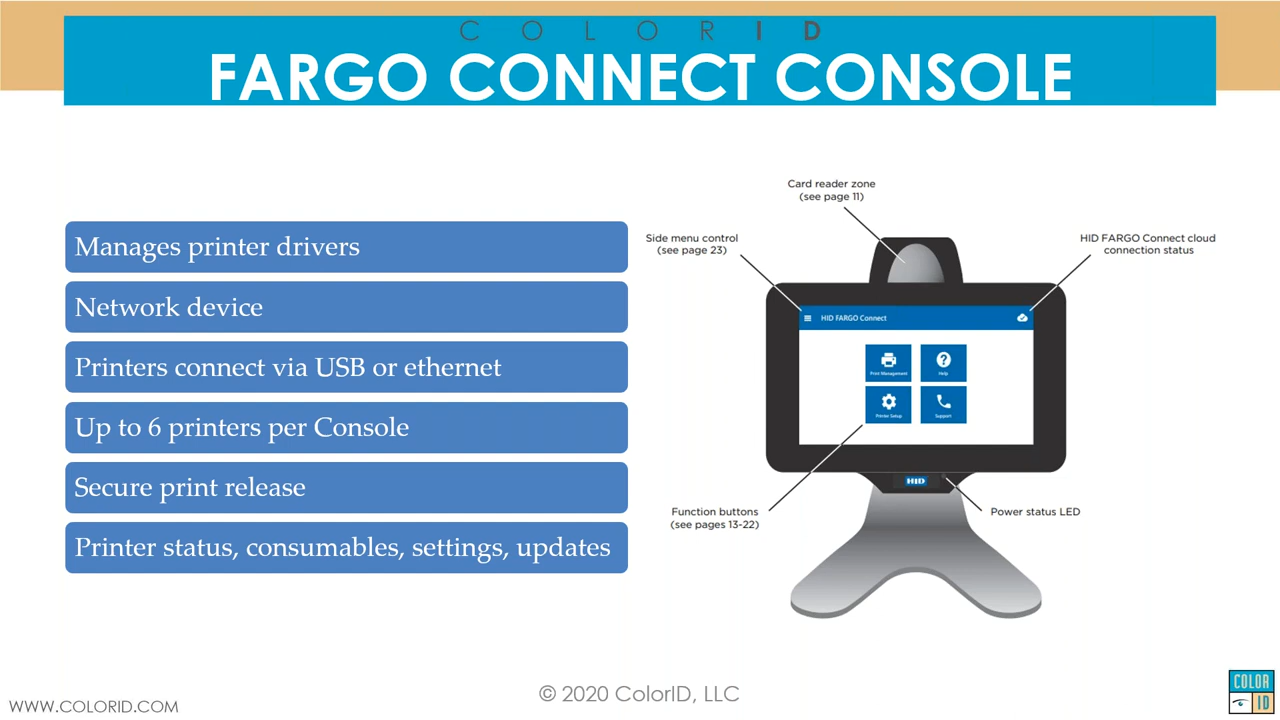 COLORID
FARGO CONNECT CONSOLE
Manages printer drivers
Network device
Printers connect via USB or ethernet
Up to 6 printers per Console
Secure print release
Printer status, consumables, settings, updates
Card reader zone
(see page 11)
Side menu control
(see page 23)
HID FARGO Connect cloud
connection status
HID FARGO Connect
Print Management
Help
Printer Setup
Support
HID
Function buttons
(see pages 13-22)
Power status LED
© 2020 ColorID, LLC
WWW.COLORID.COM
COLOR
ID